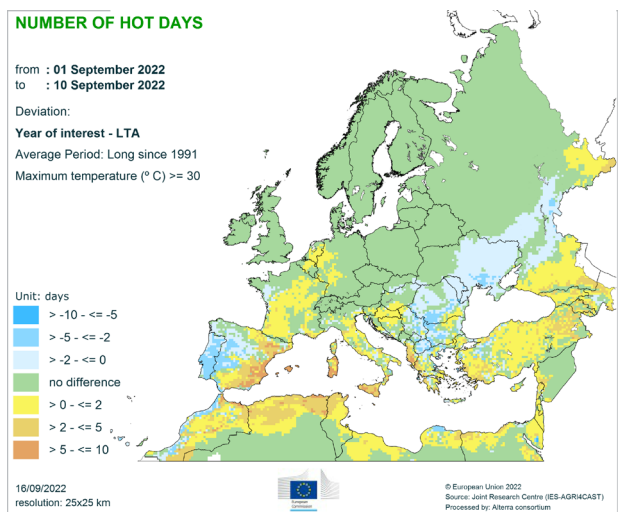 NUMBER OF HOT DAYS
from : 01 September 2022
to : 10 September 2022
Deviation:
Year of interest - LTA
Average Period: Long since 1991
Maximum temperature (º C) >= 30
Unit: days
> -10 - <= -5
> -5 - <= -2
> -2 - <= 0
no difference
> 0 - <= 2
> 2 - <= 5
> 5 - <= 10
16/09/2022
resolution: 25x25 km
European
Commission
© European Union 2022
Source: Joint Research Centre (IES-AGRI4CAST)
Processed by: Alterra consortium